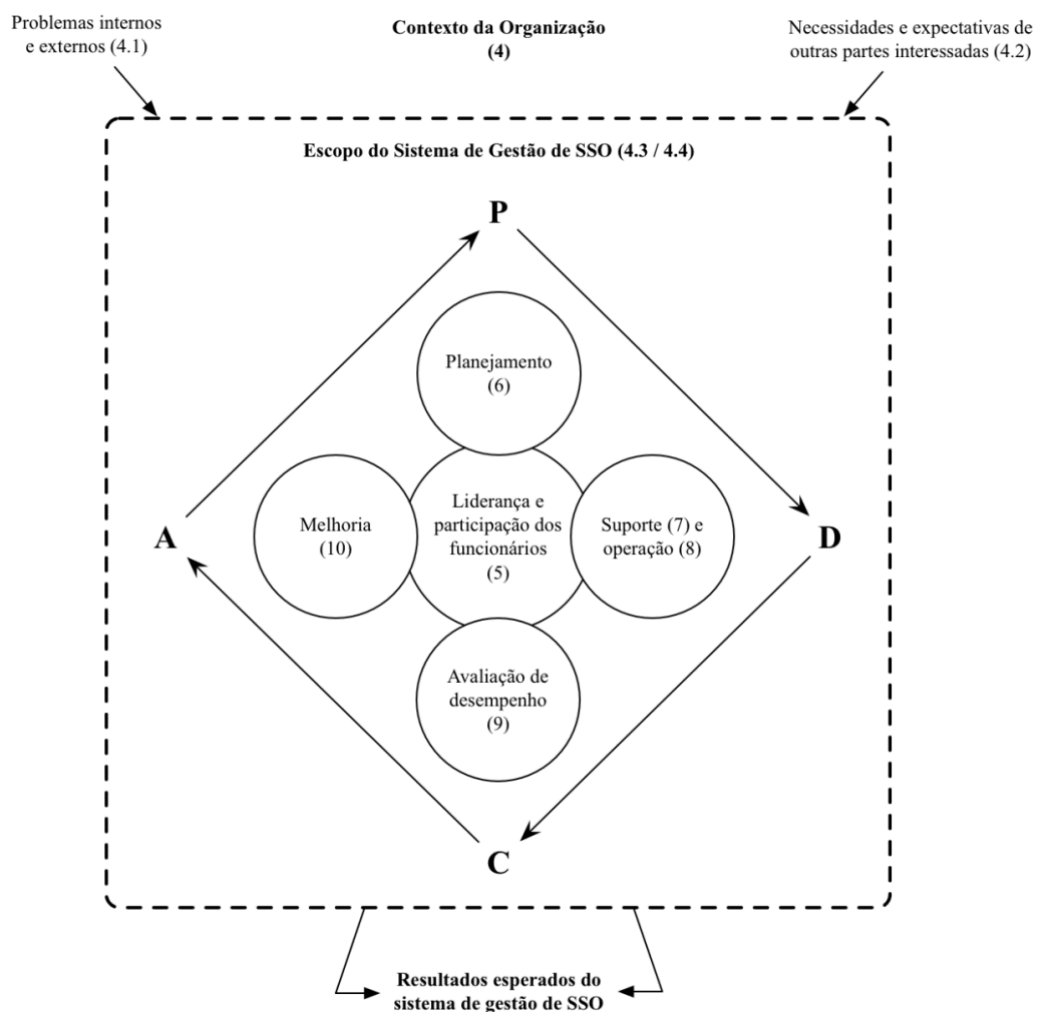 Problemas internos
e externos (4.1)
Contexto da Organização
(4)
Necessidades e expectativas de
outras partes interessadas (4.2)
Escopo do Sistema de Gestão de SSO (4.3 / 4.4)
P
Planejamento
(6)
A
Melhoria
(10)
Liderança e
participação dos
funcionários
(5)
Suporte (7) e
operação (8)
D
Avaliação de
desempenho
(9)
C
Resultados esperados do
sistema de gestão de SSO